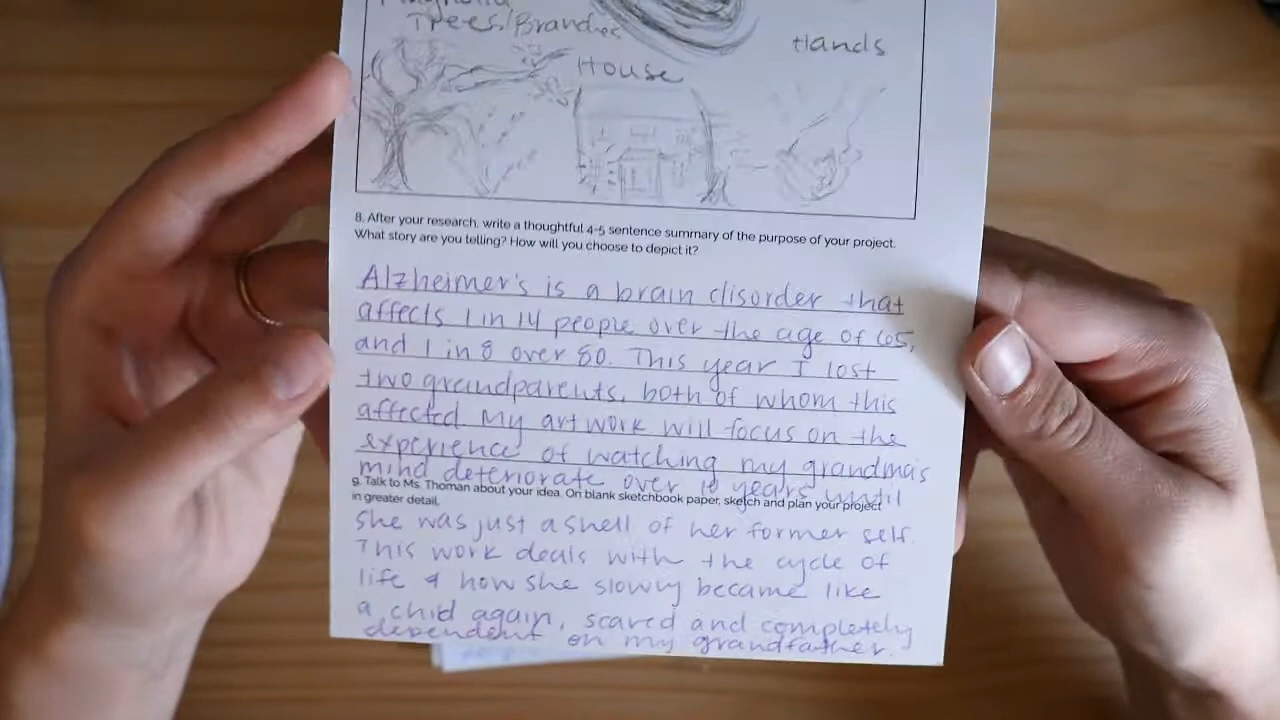 Magnolia
Trees/Branches
Hands
House
8. After your research, write a thoughtful 4-5 sentence summary of the purpose of your project.
What story are you telling? How will you choose to depict it?
Alzheimer's is a brain disorder that
affects 1 in 14 people over the age of 65,
and 1 in 8 over 80. This year I lost
two grandparents, both of whom this
affected. My artwork will focus on the
experience of watching my grandma's
mind deteriorate over 10 years until
9. Talk to Ms. Thoman about your idea. On blank sketchbook paper, sketch and plan your project
in greater detail.
she was just a shell of her former self.
This work deals with the cycle of
life & how she slowly became like
a child again, scared and completely
dependent on my grandfather.